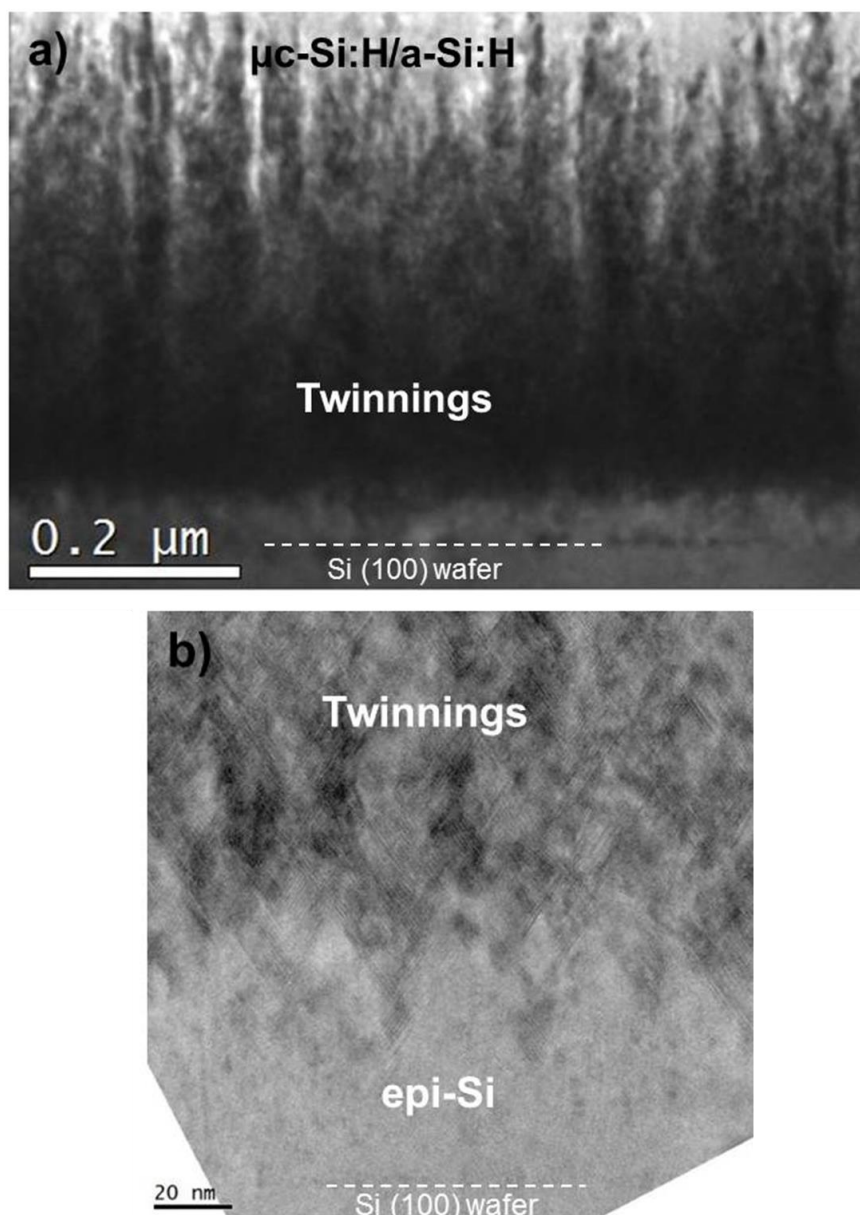 a)
µc-Si:H/a-Si:H
Twinnings
0.2 µm
Si (100) wafer
b)
Twinnings
epi-Si
20 nm
Si (100) wafer